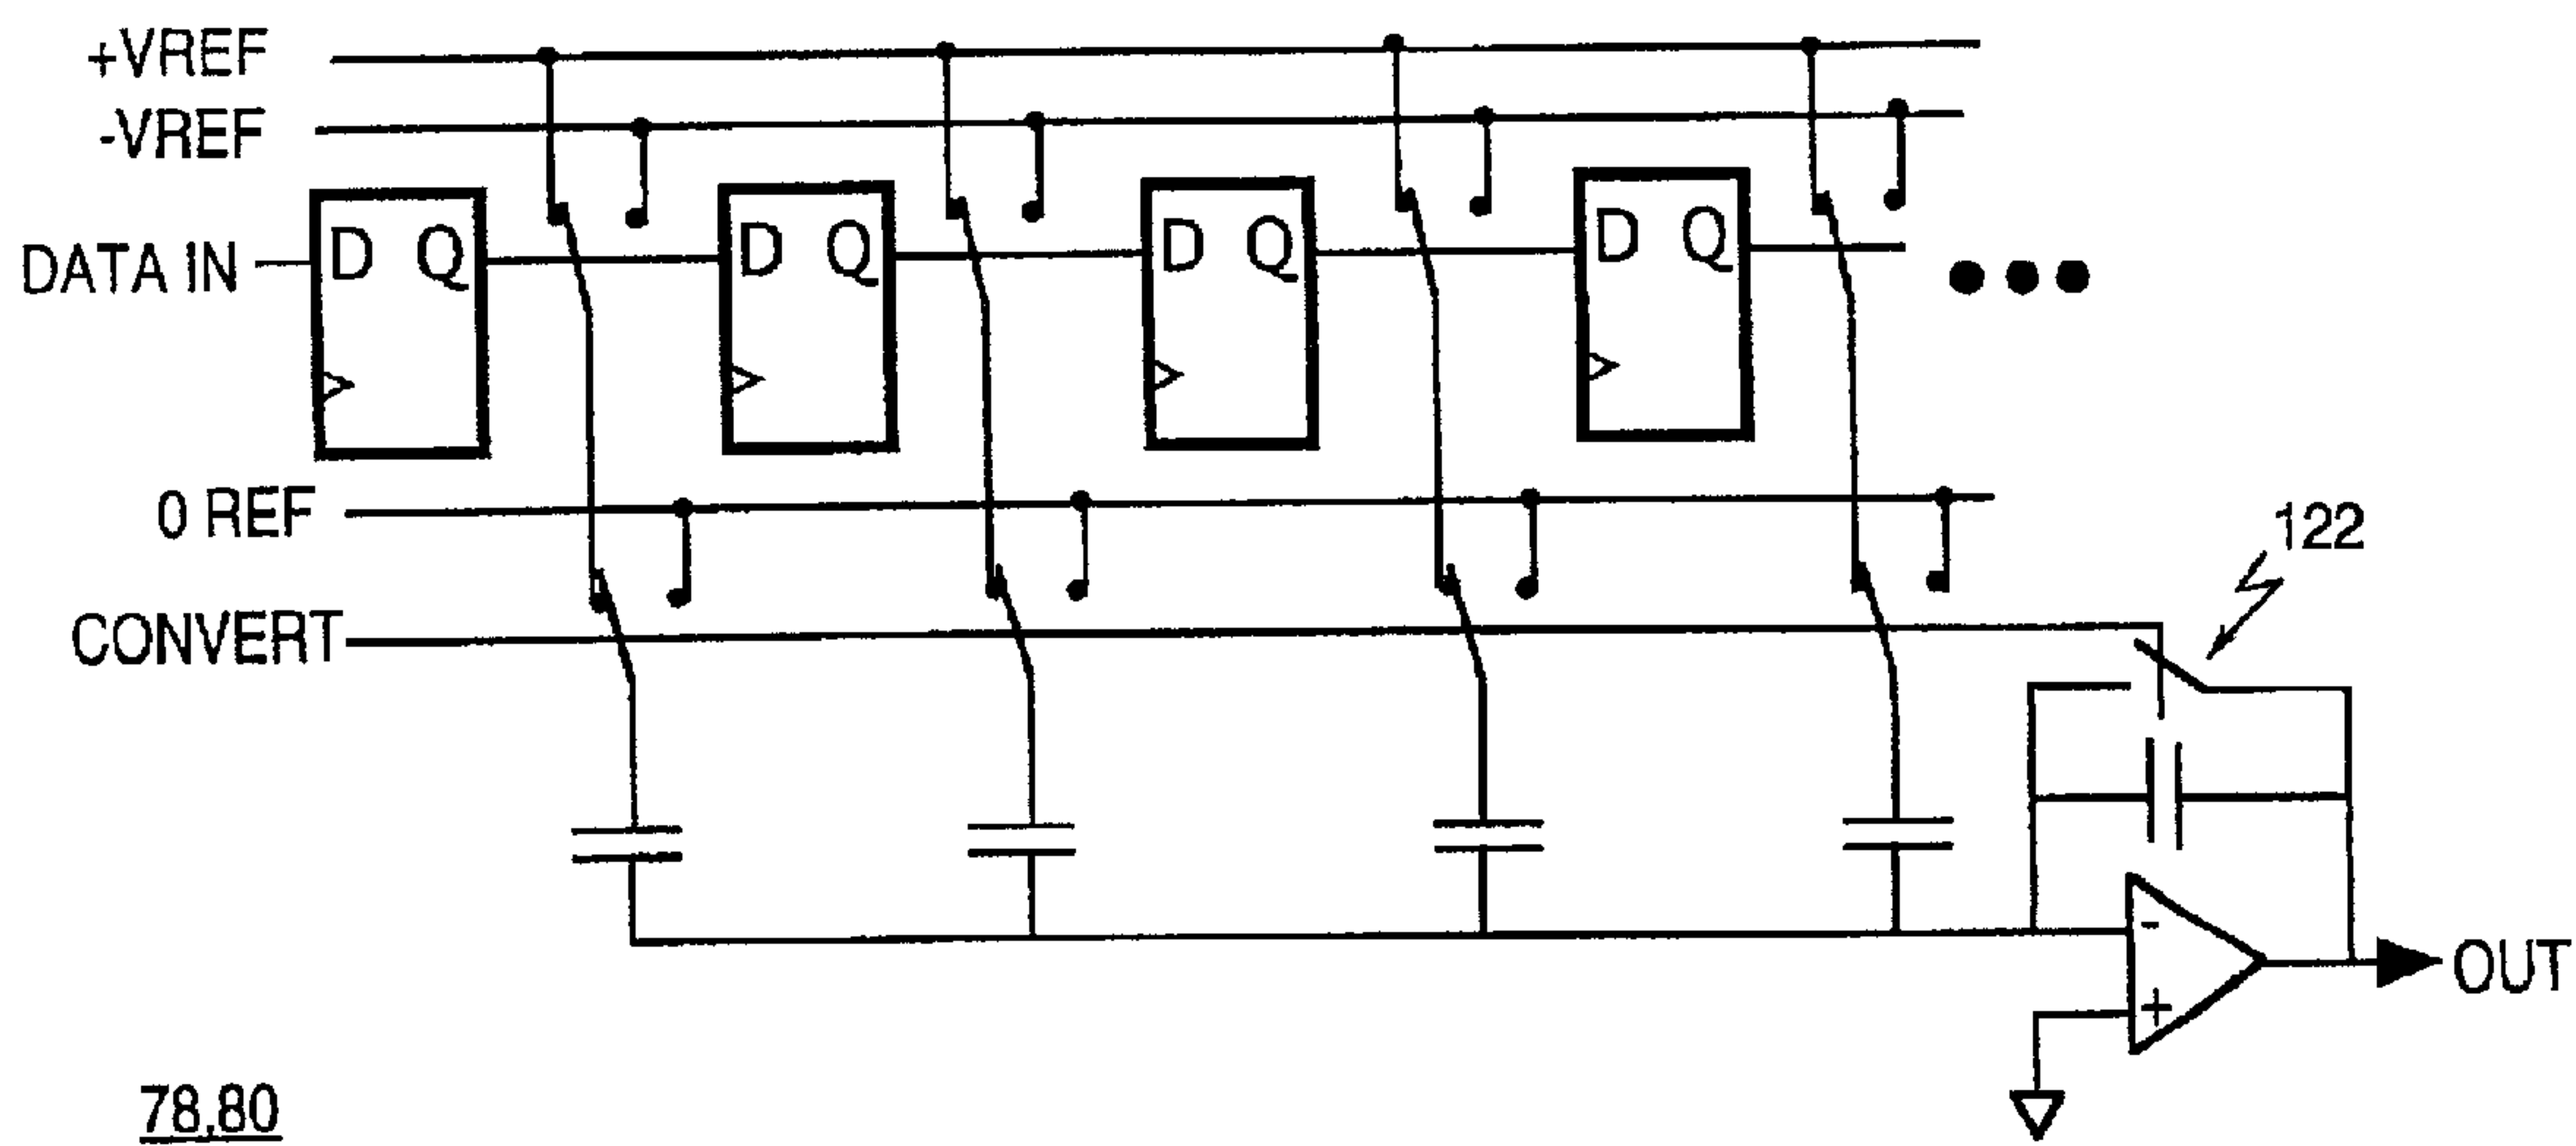 +VREF
-VREF
DATA IN
D Q
D Q
D Q
D Q
0 REF
122
CONVERT
-
+
OUT
78,80